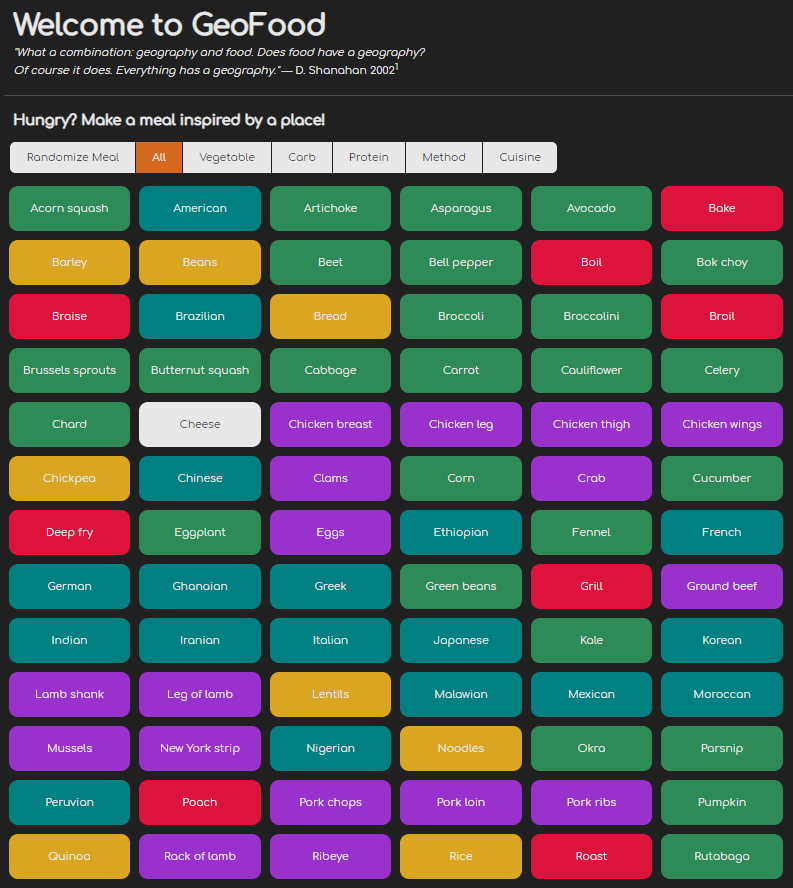 Welcome to GeoFood
"What a combination: geography and food. Does food have a geography?
Of course it does. Everything has a geography." — D. Shanahan 2002¹
Hungry? Make a meal inspired by a place!
Randomize Meal All Vegetable Carb Protein Method Cuisine
Acorn squash American Artichoke Asparagus Avocado Bake
Barley Beans Beet Bell pepper Boil Bok choy
Braise Brazilian Bread Broccoli Broccolini Broil
Brussels sprouts Butternut squash Cabbage Carrot Cauliflower Celery
Chard Cheese Chicken breast Chicken leg Chicken thigh Chicken wings
Chickpea Chinese Clams Corn Crab Cucumber
Deep fry Eggplant Eggs Ethiopian Fennel French
German Ghanaian Greek Green beans Grill Ground beef
Indian Iranian Italian Japanese Kale Korean
Lamb shank Leg of lamb Lentils Malawian Mexican Moroccan
Mussels New York strip Nigerian Noodles Okra Parsnip
Peruvian Poach Pork chops Pork loin Pork ribs Pumpkin
Quinoa Rack of lamb Ribeye Rice Roast Rutabaga